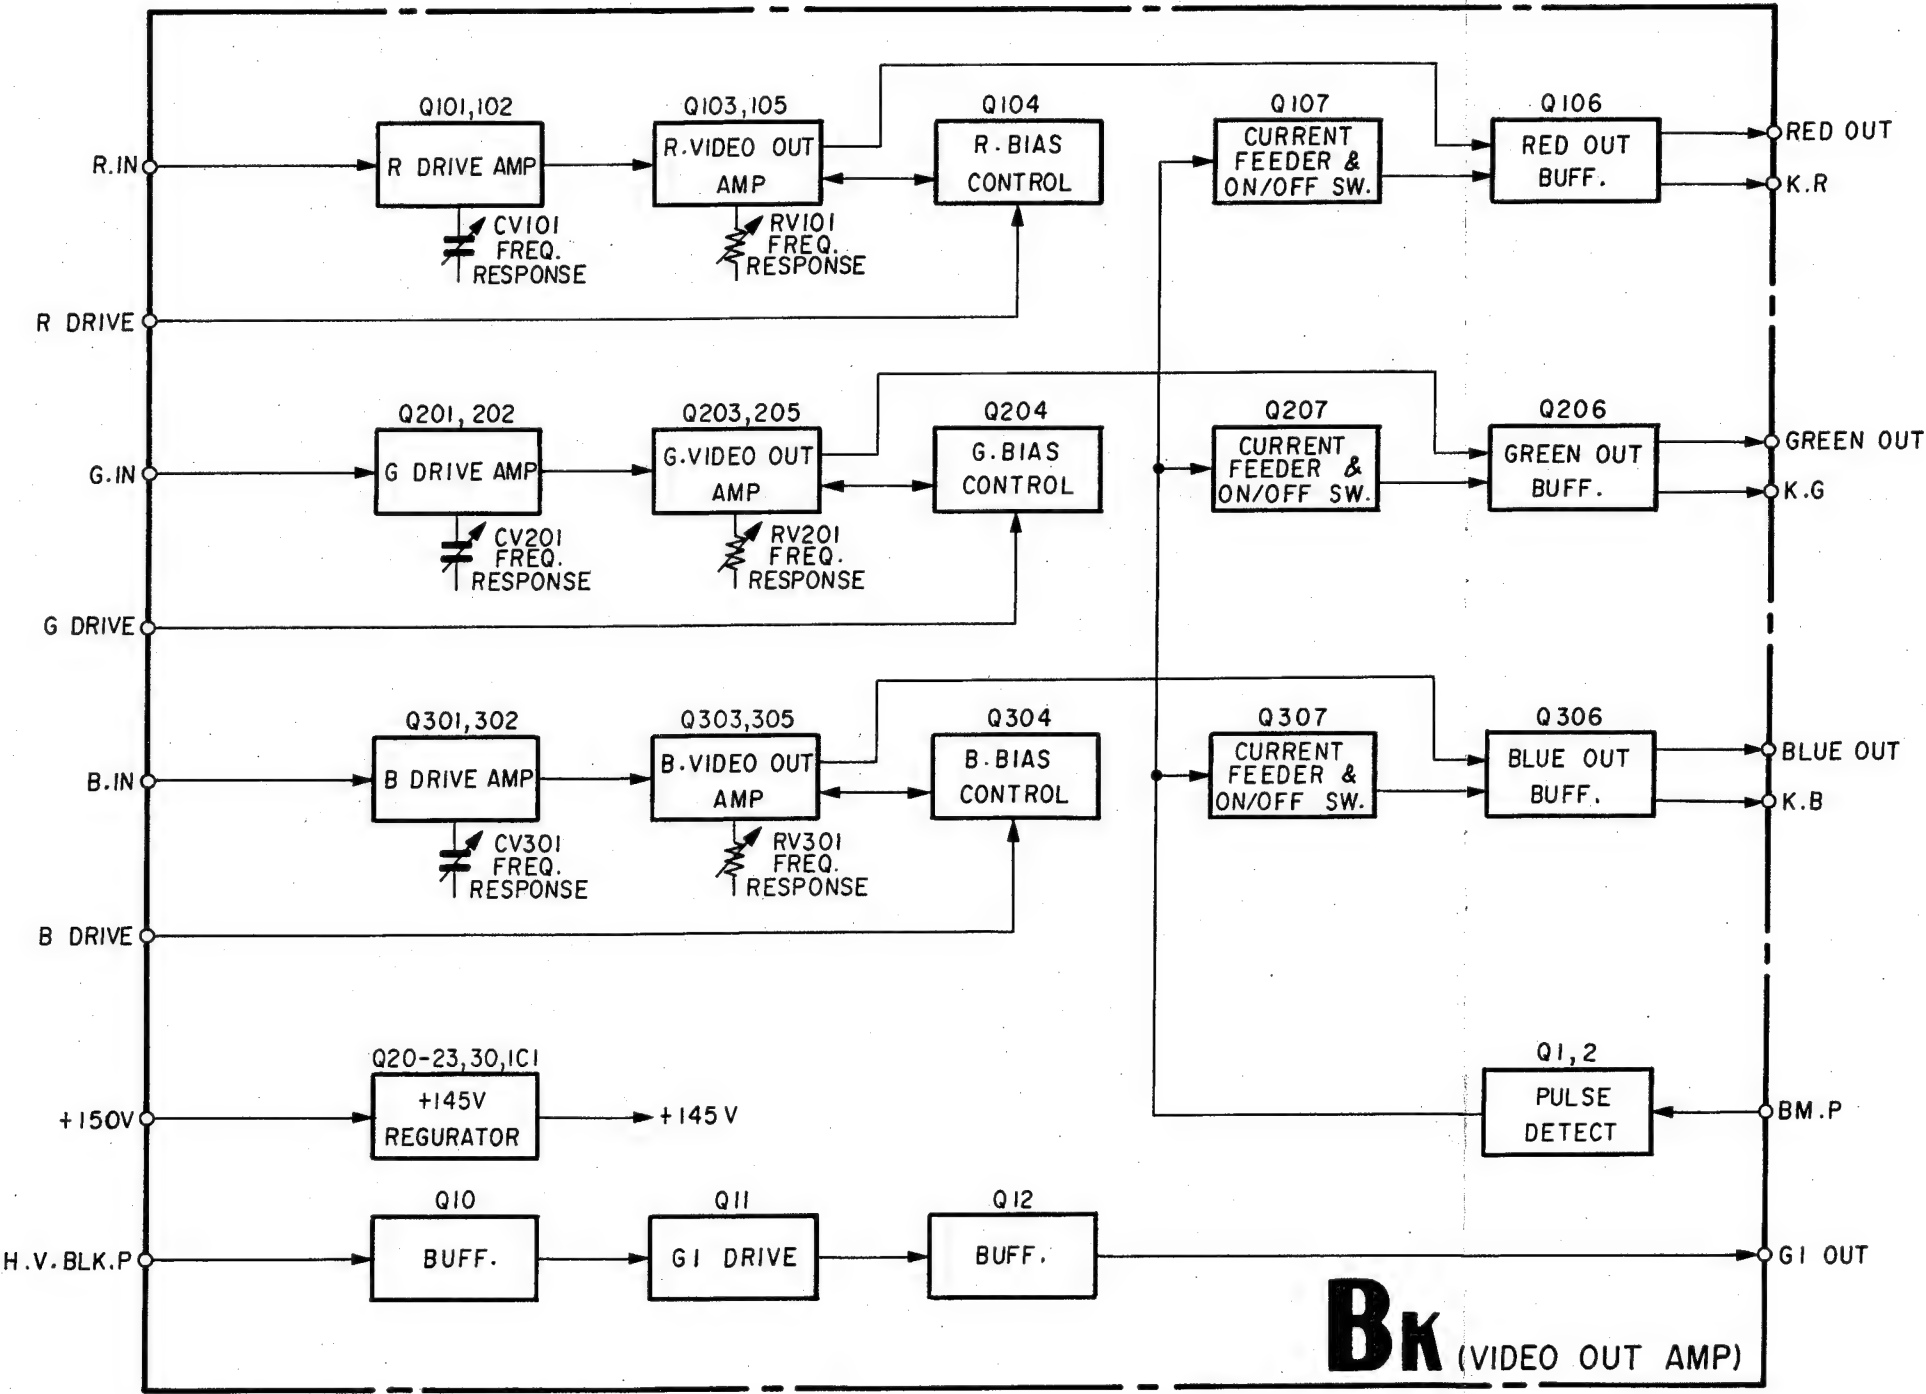 Q101,102
Q103,105
Q104
Q107
Q106
R.IN
R DRIVE AMP
R.VIDEO OUT
AMP
R.BIAS
CONTROL
CURRENT
FEEDER &
ON/OFF SW.
RED OUT
BUFF.
RED OUT
K.R
CV101
FREQ.
RESPONSE
RV101
FREQ.
RESPONSE
R DRIVE
Q201,202
Q203,205
Q204
Q207
Q206
G.IN
G DRIVE AMP
G.VIDEO OUT
AMP
G.BIAS
CONTROL
CURRENT
FEEDER &
ON/OFF SW.
GREEN OUT
BUFF.
GREEN OUT
K.G
CV201
FREQ.
RESPONSE
RV201
FREQ.
RESPONSE
G DRIVE
Q301,302
Q303,305
Q304
Q307
Q306
B.IN
B DRIVE AMP
B.VIDEO OUT
AMP
B.BIAS
CONTROL
CURRENT
FEEDER &
ON/OFF SW.
BLUE OUT
BUFF.
BLUE OUT
K.B
CV301
FREQ.
RESPONSE
RV301
FREQ.
RESPONSE
B DRIVE
Q20-23,30,IC1
+150V
+145V
REGURATOR
+145V
Q1,2
PULSE
DETECT
BM.P
Q10
Q11
Q12
H.V.BLK.P
BUFF.
G1 DRIVE
BUFF.
G1 OUT
BK (VIDEO OUT AMP)